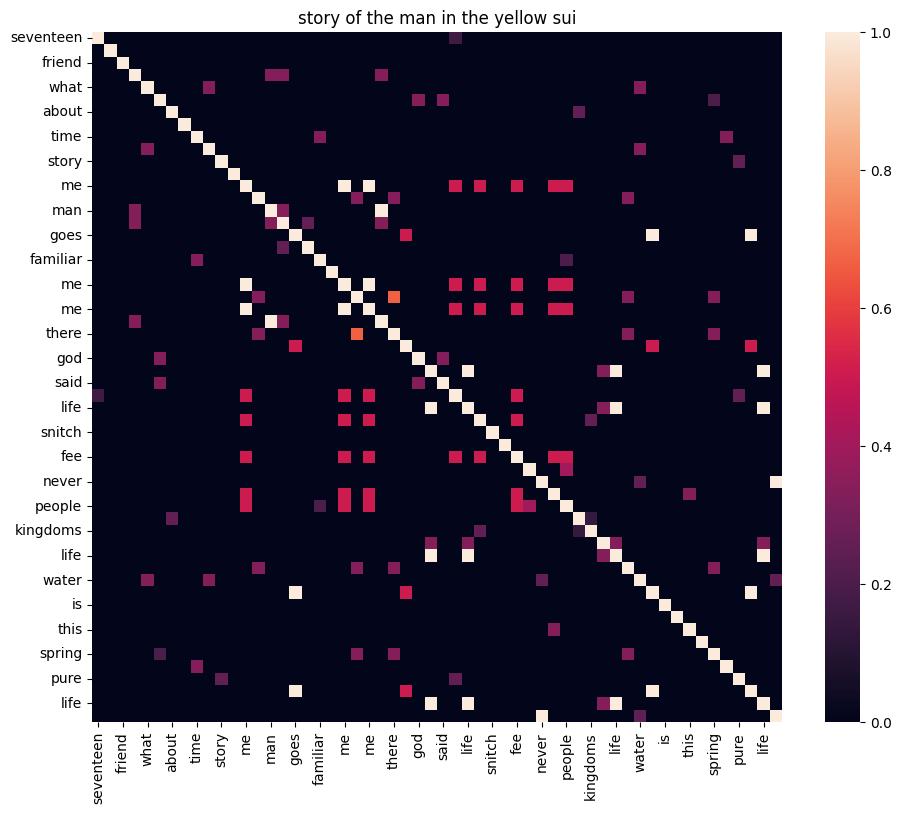 story of the man in the yellow sui
seventeen
friend
what
about
time
story
me
man
goes
familiar
me
me
there
god
said
life
snitch
fee
never
people
kingdoms
life
water
is
this
spring
pure
life
1.0
0.8
0.6
0.4
0.2
0.0
seventeen
friend
what
about
time
story
me
man
goes
familiar
me
me
there
god
said
life
snitch
fee
never
people
kingdoms
life
water
is
this
spring
pure
life